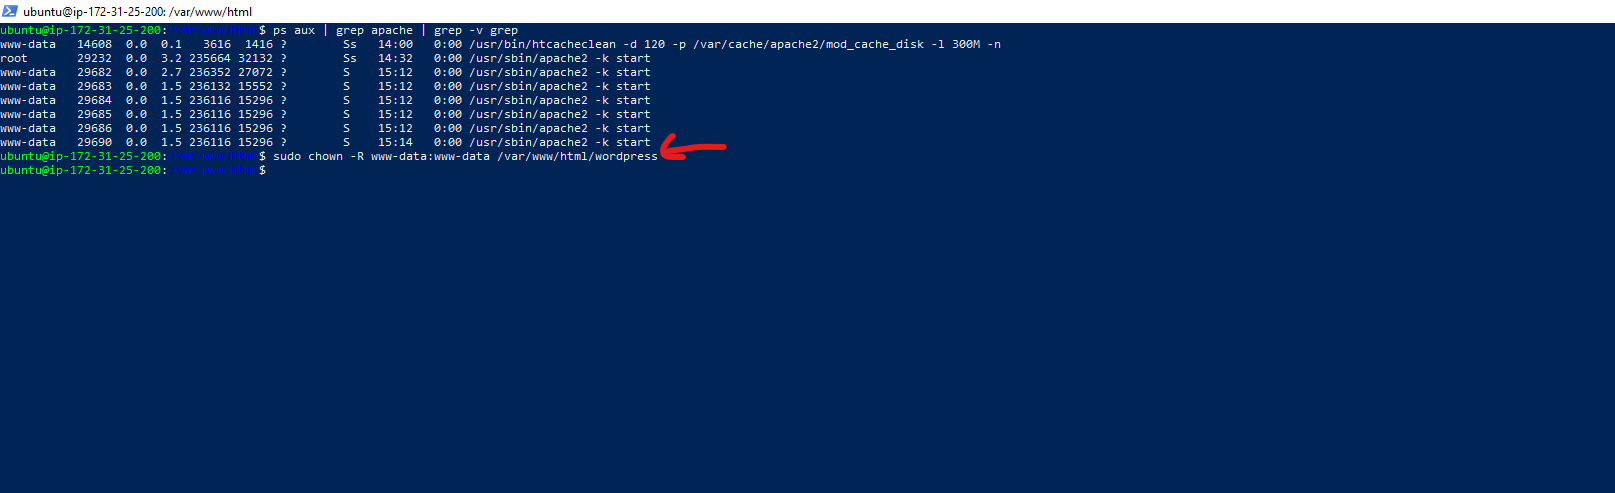 ubuntu@ip-172-31-25-200: /var/www/html
ubuntu@ip-172-31-25-200:/var/www/html$ ps aux | grep apache | grep -v grep
www-data   14608  0.0  0.1   3616  1416 ?        Ss   14:00   0:00 /usr/bin/htcacheclean -d 120 -p /var/cache/apache2/mod_cache_disk -l 300M -n
root       29232  0.0  3.2 235664 32132 ?        Ss   14:32   0:00 /usr/sbin/apache2 -k start
www-data   29682  0.0  2.7 236352 27072 ?        S    15:12   0:00 /usr/sbin/apache2 -k start
www-data   29683  0.0  1.5 236132 15552 ?        S    15:12   0:00 /usr/sbin/apache2 -k start
www-data   29684  0.0  1.5 236116 15296 ?        S    15:12   0:00 /usr/sbin/apache2 -k start
www-data   29685  0.0  1.5 236116 15296 ?        S    15:12   0:00 /usr/sbin/apache2 -k start
www-data   29686  0.0  1.5 236116 15296 ?        S    15:12   0:00 /usr/sbin/apache2 -k start
www-data   29690  0.0  1.5 236116 15296 ?        S    15:14   0:00 /usr/sbin/apache2 -k start
ubuntu@ip-172-31-25-200:/var/www/html$ sudo chown -R www-data:www-data /var/www/html/wordpress
ubuntu@ip-172-31-25-200:/var/www/html$